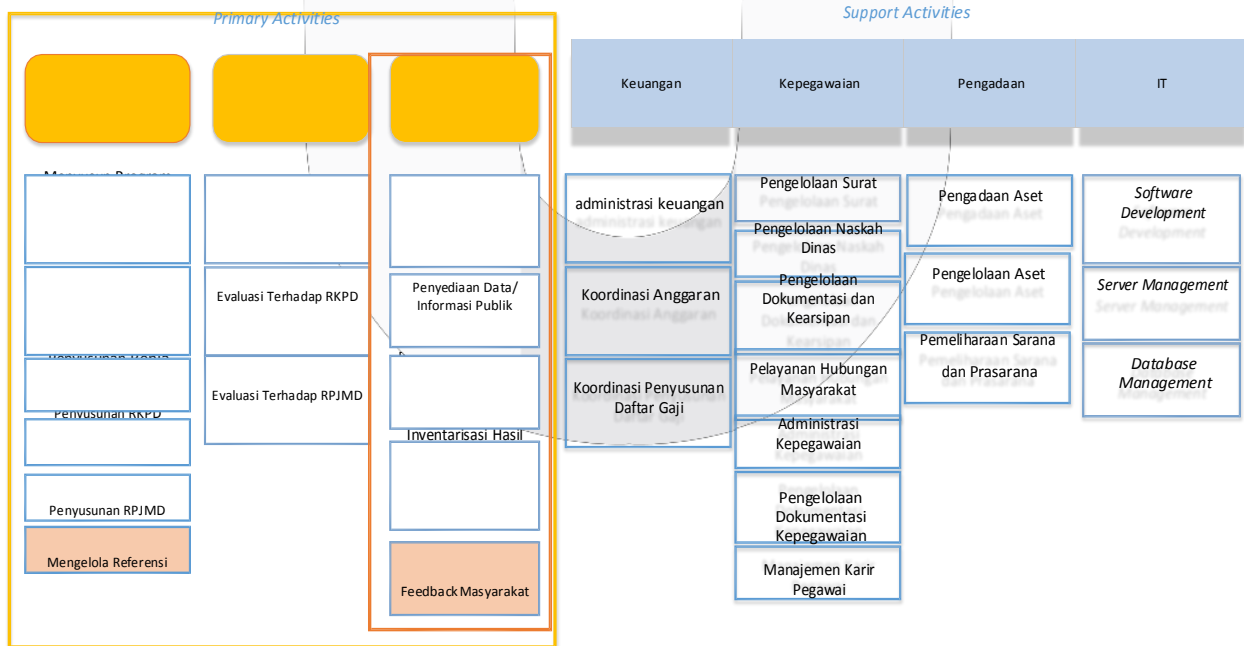 Primary Activities
Support Activities
Keuangan
Kepegawaian
Pengadaan
IT
Evaluasi Terhadap RKPD
Evaluasi Terhadap RPJMD
Penyediaan Data/
Informasi Publik
Inventarisasi Hasil
Feedback Masyarakat
Penyusunan RKPD
Penyusunan RPJMD
Mengelola Referensi
administrasi keuangan
Koordinasi Anggaran
Koordinasi Penyusunan
Daftar Gaji
Pengelolaan Surat
Pengelolaan Naskah
Dinas
Pengelolaan
Dokumentasi dan
Kearsipan
Pelayanan Hubungan
Masyarakat
Administrasi
Kepegawaian
Pengelolaan
Dokumentasi
Kepegawaian
Manajemen Karir
Pegawai
Pengadaan Aset
Pengelolaan Aset
Pemeliharaan Sarana
dan Prasarana
Software
Development
Server Management
Database
Management